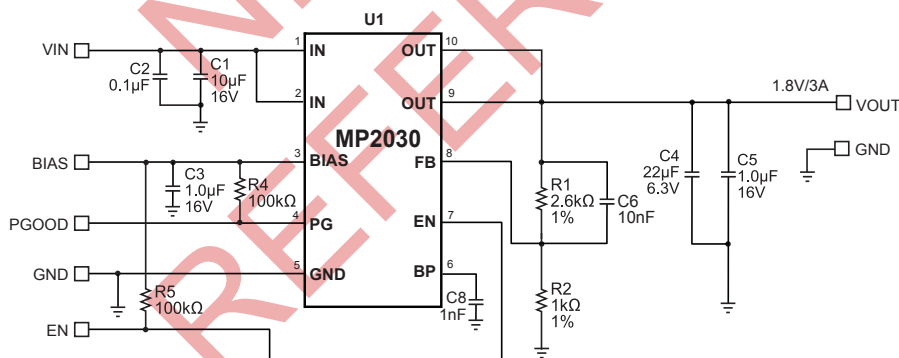 U1
VIN
1
IN
OUT
10
C2
0.1µF
C1
10µF
16V
2
IN
OUT
9
1.8V/3A
VOUT
MP2030
BIAS
3
BIAS
FB
8
GND
C3
1.0µF
16V
R4
100kΩ
C4
22µF
6.3V
C5
1.0µF
16V
R1
2.6kΩ
1%
C6
10nF
PGOOD
4
PG
EN
7
GND
5
GND
BP
6
R5
100kΩ
C8
1nF
R2
1kΩ
1%
EN
REFER